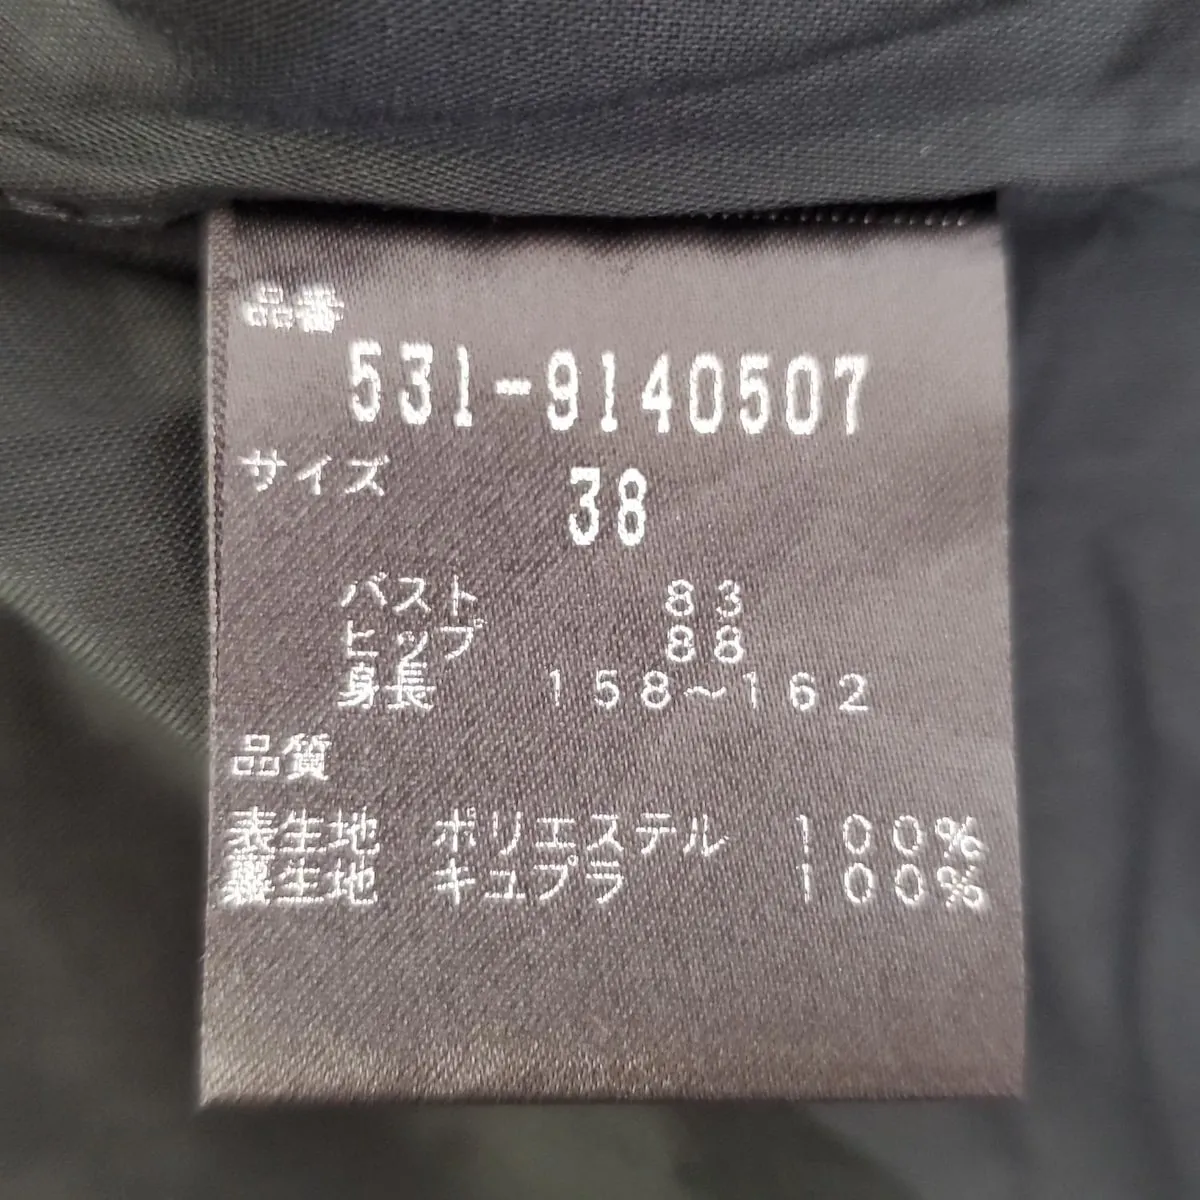 品番
531-9140507
サイズ 38
バスト 83
ヒップ 88
身長 158～162
品質
表生地 ポリエステル 100%
裏生地 キュプラ 100%